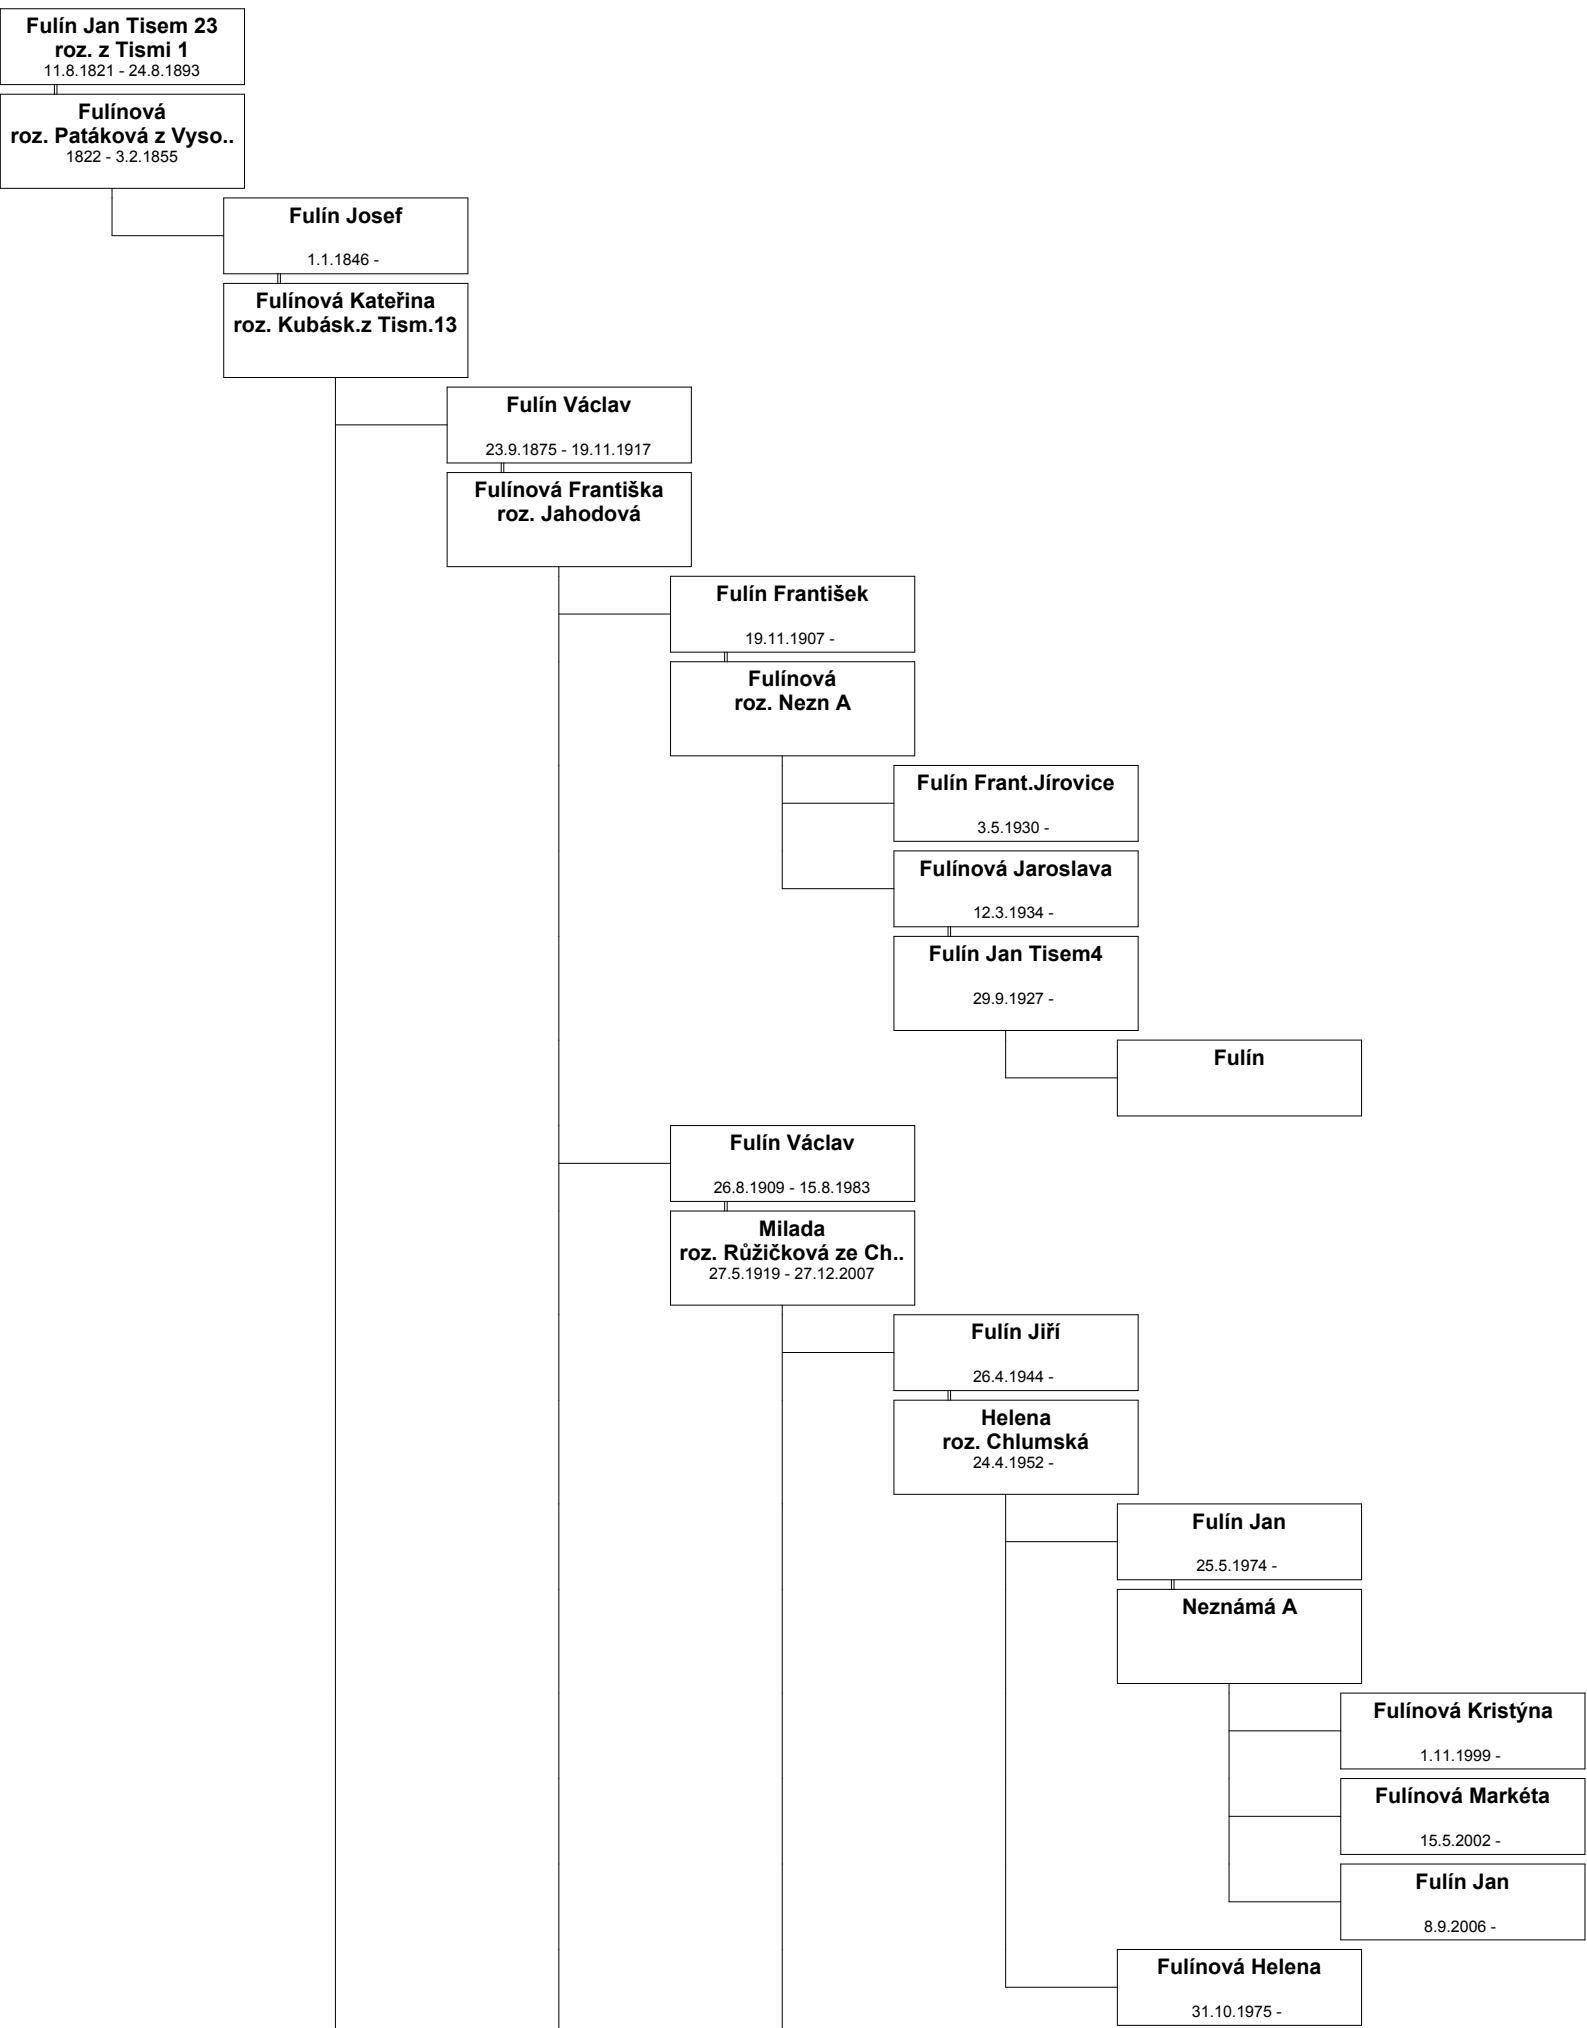 Fulín Jan Tisem 23
roz. z Tismi 1
11.8.1821 - 24.8.1893
Fulínová
roz. Patáková z Vyso..
1822 - 3.2.1855
Fulín Josef
1.1.1846 -
Fulínová Kateřina
roz. Kubásk.z Tism.13
Fulín Václav
23.9.1875 - 19.11.1917
Fulínová Františka
roz. Jahodová
Fulín František
19.11.1907 -
Fulínová
roz. Nezn A
Fulín Frant.Jírovice
3.5.1930 -
Fulínová Jaroslava
12.3.1934 -
Fulín Jan Tisem4
29.9.1927 -
Fulín
Fulín Václav
26.8.1909 - 15.8.1983
Milada
roz. Růžičková ze Ch..
27.5.1919 - 27.12.2007
Fulín Jiří
26.4.1944 -
Helena
roz. Chlumská
24.4.1952 -
Fulín Jan
25.5.1974 -
Neznámá A
Fulínová Kristýna
1.11.1999 -
Fulínová Markéta
15.5.2002 -
Fulín Jan
8.9.2006 -
Fulínová Helena
31.10.1975 -